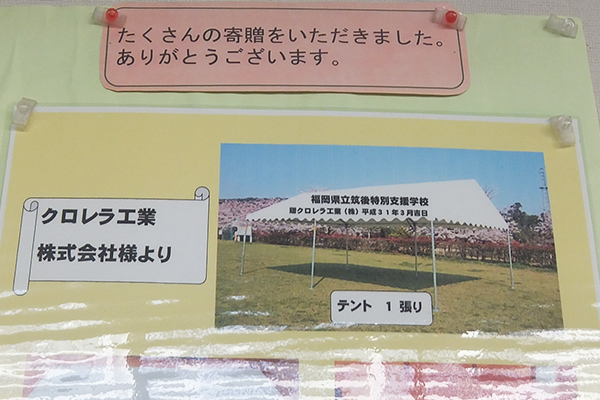 たくさんの寄贈をいただきました。
ありがとうございます。
クロレラ工業
株式会社様より
福岡県立筑後特別支援学校
贈クロレラ工業（株）平成31年3月吉日
テント　1 張り